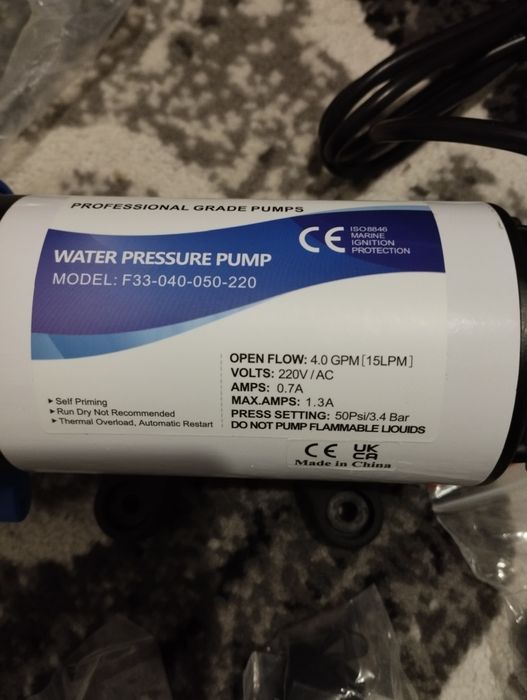 PROFESSIONAL GRADE PUMPS
WATER PRESSURE PUMP
MODEL: F33-040-050-220
CE
ISO8846
MARINE
IGNITION
PROTECTION
OPEN FLOW: 4.0 GPM [15LPM]
VOLTS: 220V / AC
AMPS: 0.7A
MAX.AMPS: 1.3A
PRESS SETTING: 50Psi/3.4 Bar
DO NOT PUMP FLAMMABLE LIOUIDS
▸ Self Priming
▸ Run Dry Not Recommended
▸ Thermal Overload, Automatic Restart
CE UK
CA
Made in China